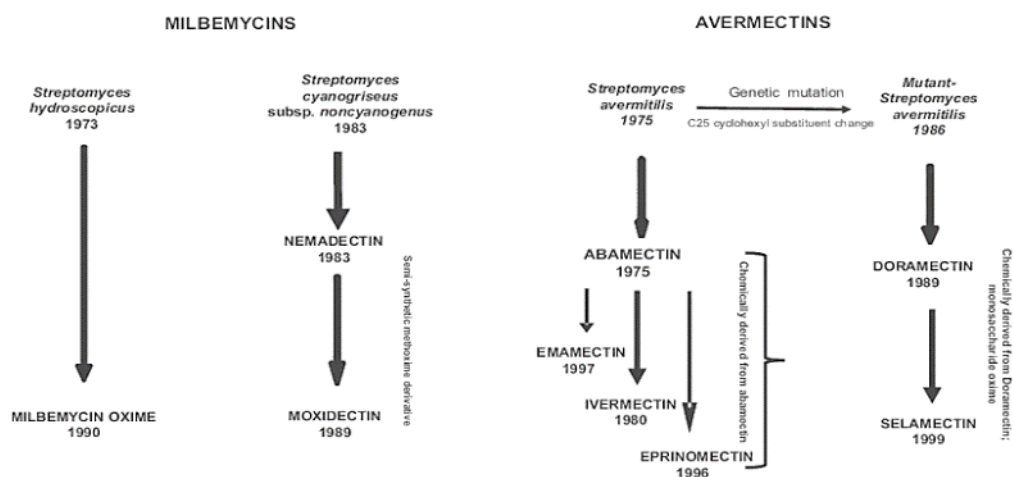 MILBEMYCINS
AVERMECTINS
Streptomyces
hydroscopicus
1973
Streptomyces
cyanogriseus
subsp. noncyanogenus
1983
Streptomyces
avermitilis
1975
Genetic mutation
C25 cyclohexyl substituent change
Mutant-
Streptomyces
avermitilis
1986
NEMADECTIN
1983
Semi-synthetic methoxime derivative
MOXIDECTIN
1989
MILBEMYCIN OXIME
1990
ABAMECTIN
1975
EMAMECTIN
1997
IVERMECTIN
1980
EPRINOMECTIN
1996
Chemically derived from abamectin
DORAMECTIN
1989
Chemically derived from Doramectin;
monosaccharide oxime
SELAMECTIN
1999